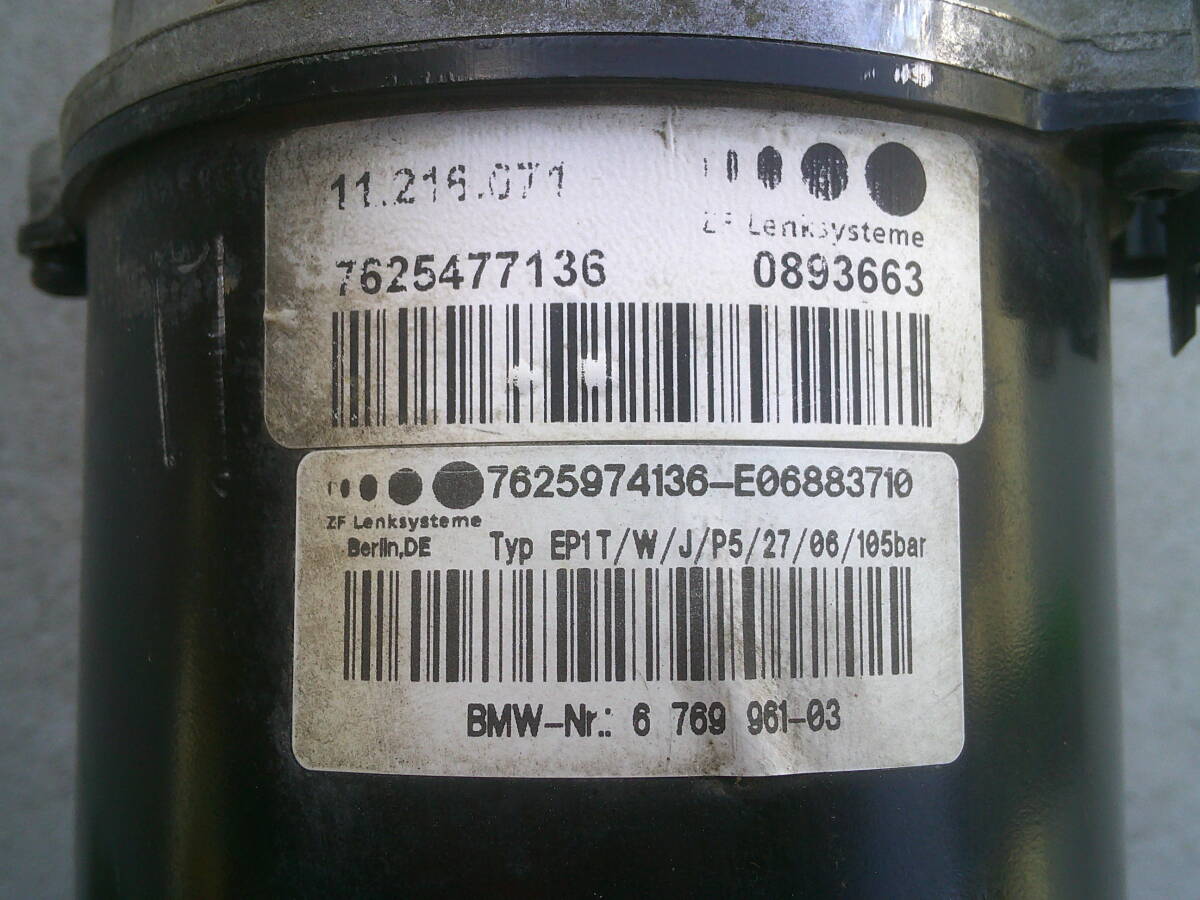 11.216.071
ZF Lenksysteme
7625477136 0893663
7625974136-E06883710
ZF Lenksysteme
Berlin,DE Typ EP1T/W/J/P5/27/06/105bar
BMW-Nr.: 6 769 961-03